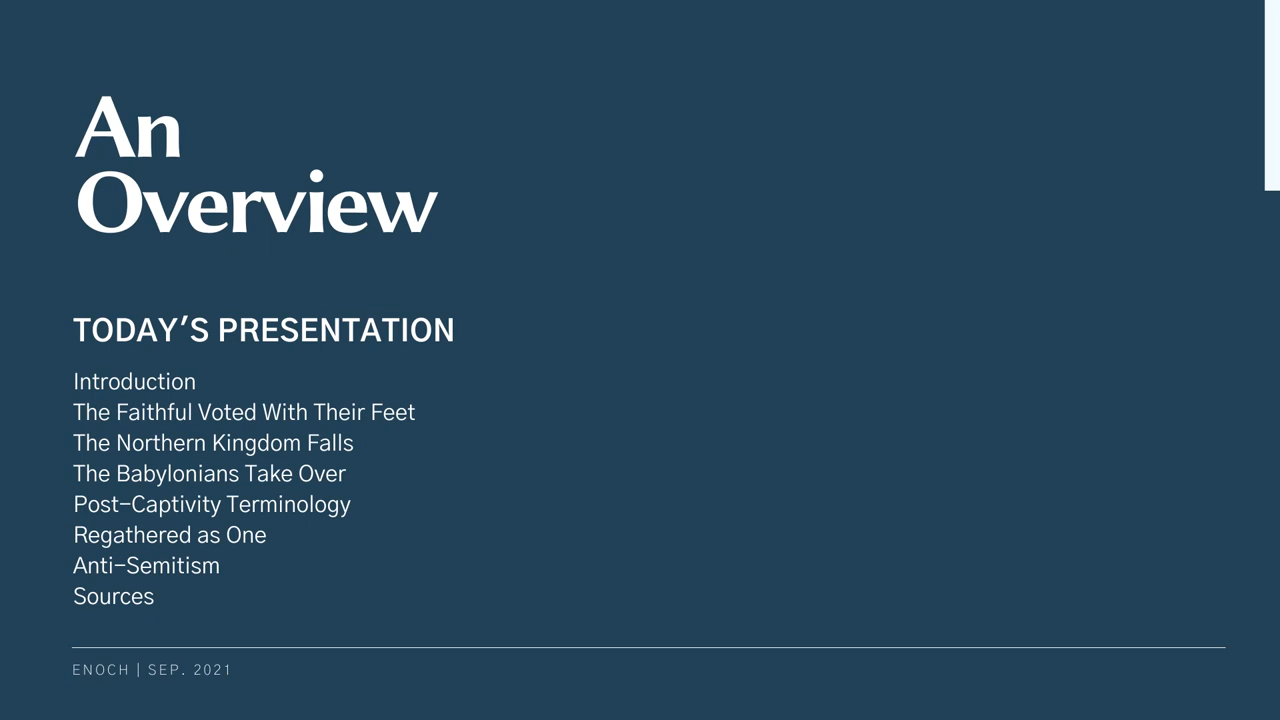 An
Overview
TODAY'S PRESENTATION
Introduction
The Faithful Voted With Their Feet
The Northern Kingdom Falls
The Babylonians Take Over
Post-Captivity Terminology
Regathered as One
Anti-Semitism
Sources
ENOCH | SEP. 2021